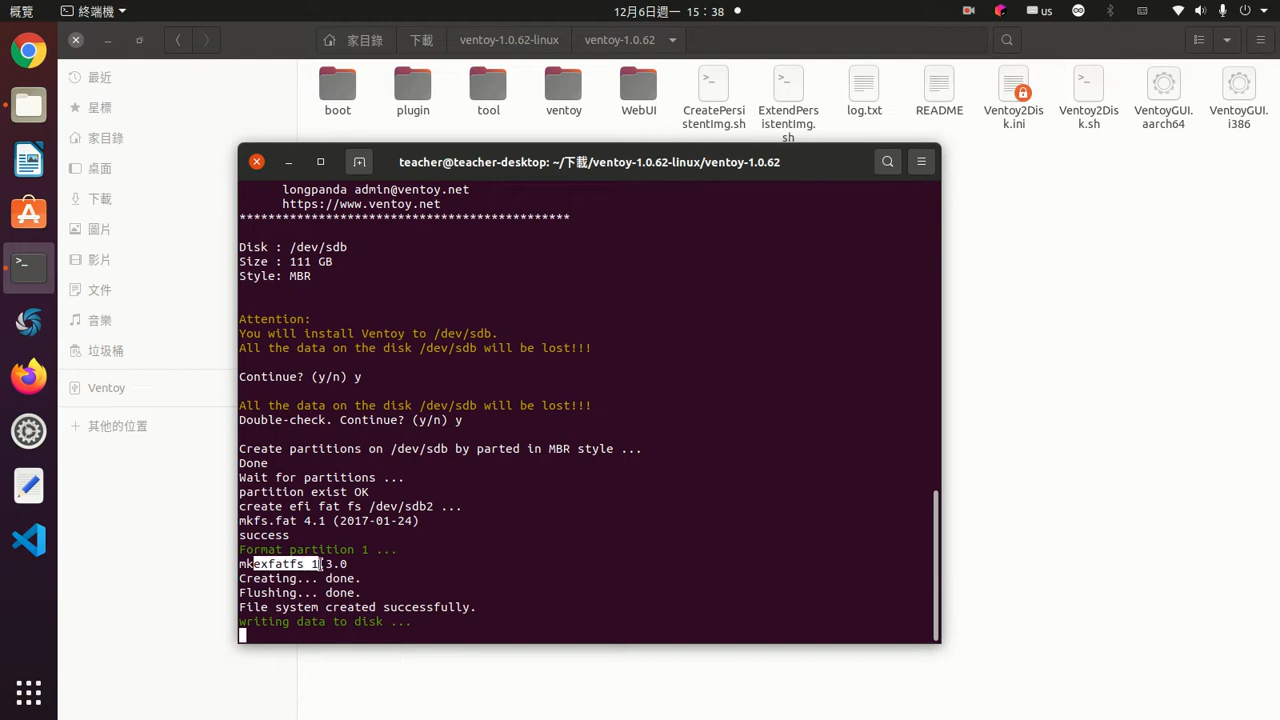 概覽
終端機
12月6日週一 15：38
us
家目錄
下載
ventoy-1.0.62-linux
ventoy-1.0.62
最近
星標
家目錄
桌面
下載
圖片
影片
文件
音樂
垃圾桶
Ventoy
其他的位置
boot
plugin
tool
ventoy
WebUI
CreatePersi
stentImg.sh
ExtendPers
istentImg.
sh
log.txt
README
Ventoy2Dis
k.ini
Ventoy2Di
sk.sh
VentoyGUI.
aarch64
VentoyGUI.
i386
teacher@teacher-desktop: ~/下載/ventoy-1.0.62-linux/ventoy-1.0.62
longpanda admin@ventoy.net
https://www.ventoy.net
**********************************************
Disk : /dev/sdb
Size : 111 GB
Style: MBR
Attention:
You will install Ventoy to /dev/sdb.
All the data on the disk /dev/sdb will be lost!!!
Continue? (y/n) y
All the data on the disk /dev/sdb will be lost!!!
Double-check. Continue? (y/n) y
Create partitions on /dev/sdb by parted in MBR style ...
Done
Wait for partitions ...
partition exist OK
create efi fat fs /dev/sdb2 ...
mkfs.fat 4.1 (2017-01-24)
success
Format partition 1 ...
mkexfatfs 1.3.0
Creating... done.
Flushing... done.
File system created successfully.
writing data to disk ...